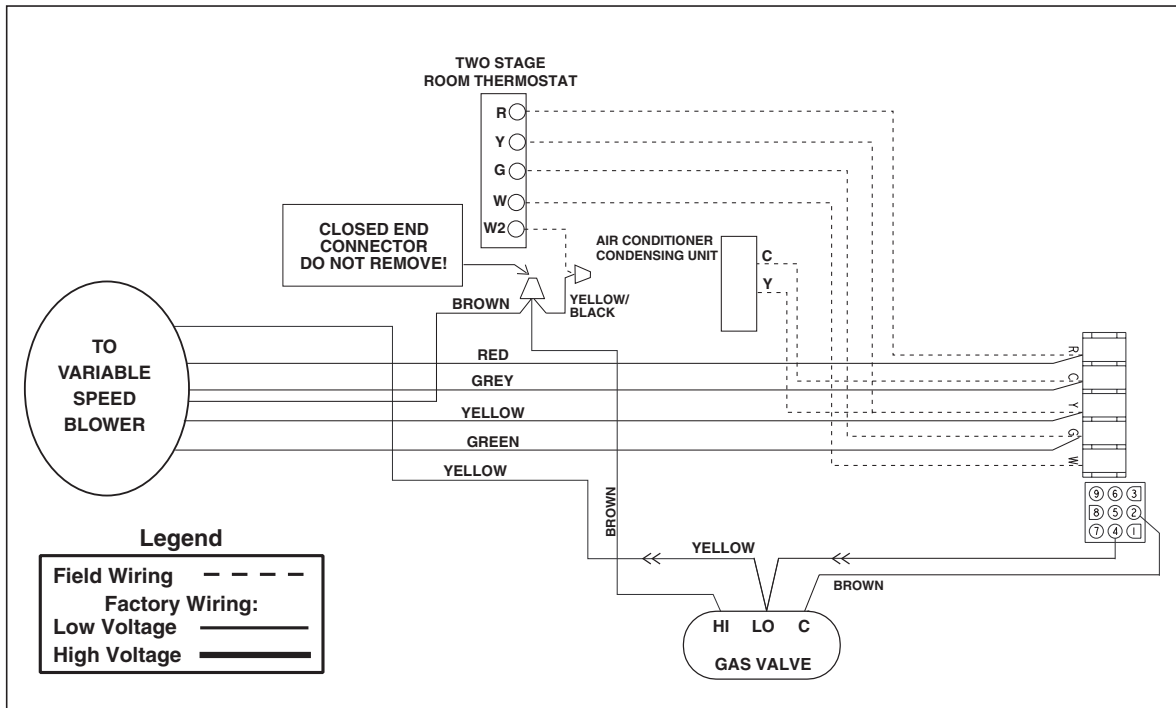 TWO STAGE
ROOM THERMOSTAT
R
Y
G
W
W2
CLOSED END
CONNECTOR
DO NOT REMOVE!
AIR CONDITIONER
CONDENSING UNIT
C
Y
BROWN
YELLOW/
BLACK
TO
VARIABLE
SPEED
BLOWER
RED
GREY
YELLOW
GREEN
YELLOW
R
C
Y
G
W
BROWN
9 6 3
8 5 2
7 4 1
YELLOW
BROWN
HI LO C
GAS VALVE
Legend
Field Wiring
Factory Wiring:
Low Voltage
High Voltage